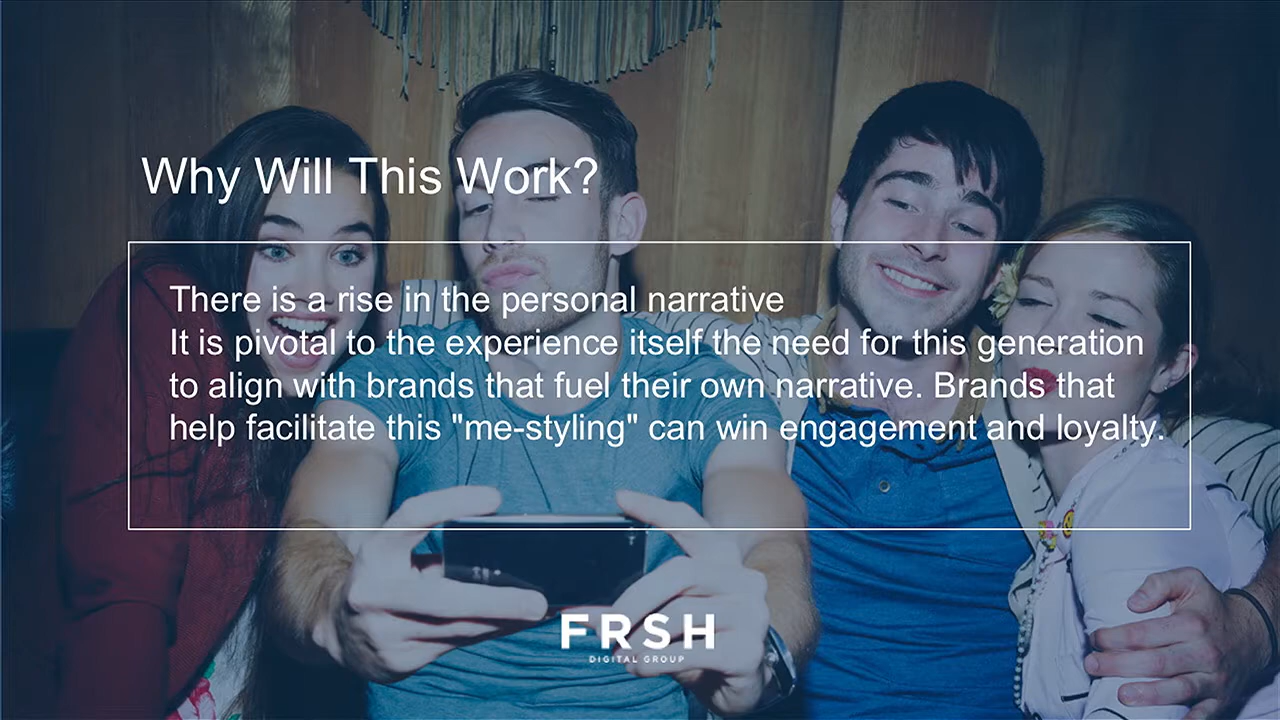 Why Will This Work?
There is a rise in the personal narrative
It is pivotal to the experience itself the need for this generation
to align with brands that fuel their own narrative. Brands that
help facilitate this "me-styling" can win engagement and loyalty.
FRSH
DIGITAL GROUP